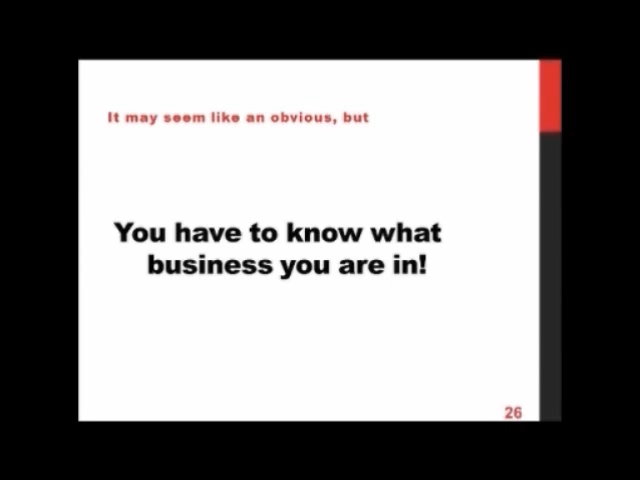 It may seem like an obvious, but
You have to know what
business you are in!
26